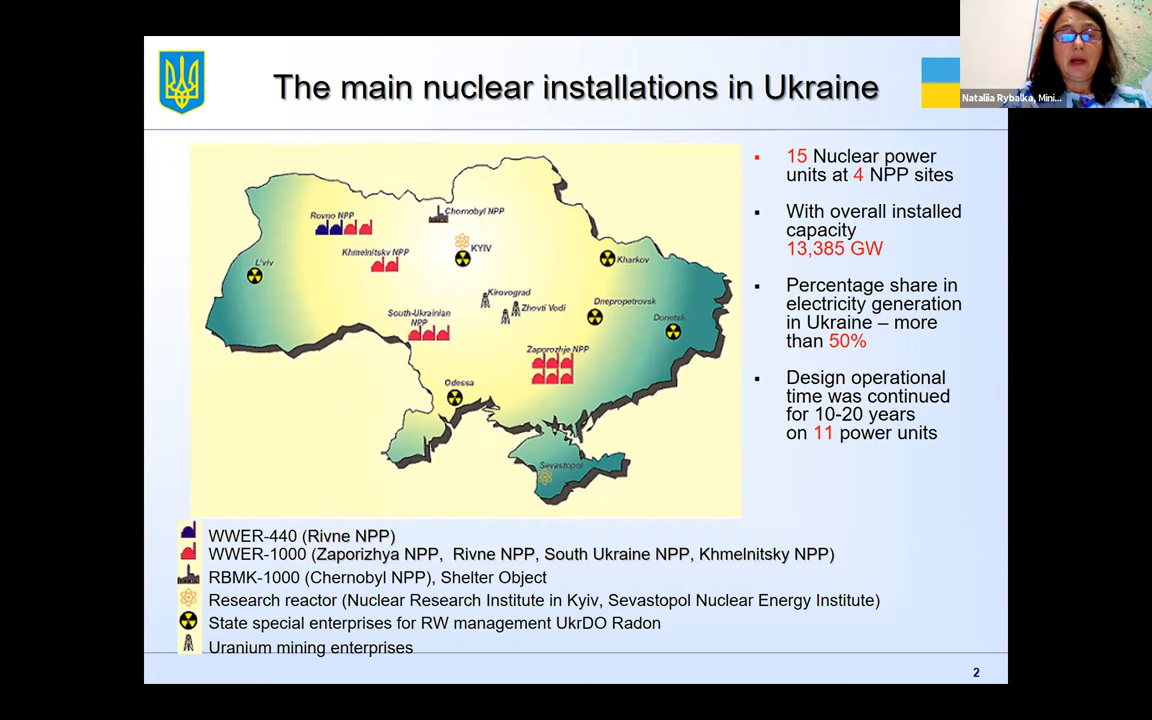 The main nuclear installations in Ukraine
Nataliia Rybalka, Mini...
Rovno NPP
Chornobyl NPP
KYIV
Khmelnitsky NPP
L'viv
Kharkov
Kirovograd
Zhovti Vodi
Dnepropetrovsk
South-Ukrainian
NPP
Donetsk
Zaporozhje NPP
Odessa
Sevastopol
15 Nuclear power
units at 4 NPP sites
With overall installed
capacity
13,385 GW
Percentage share in
electricity generation
in Ukraine – more
than 50%
Design operational
time was continued
for 10-20 years
on 11 power units
WWER-440 (Rivne NPP)
WWER-1000 (Zaporizhya NPP, Rivne NPP, South Ukraine NPP, Khmelnitsky NPP)
RBMK-1000 (Chernobyl NPP), Shelter Object
Research reactor (Nuclear Research Institute in Kyiv, Sevastopol Nuclear Energy Institute)
State special enterprises for RW management UkrDO Radon
Uranium mining enterprises
2